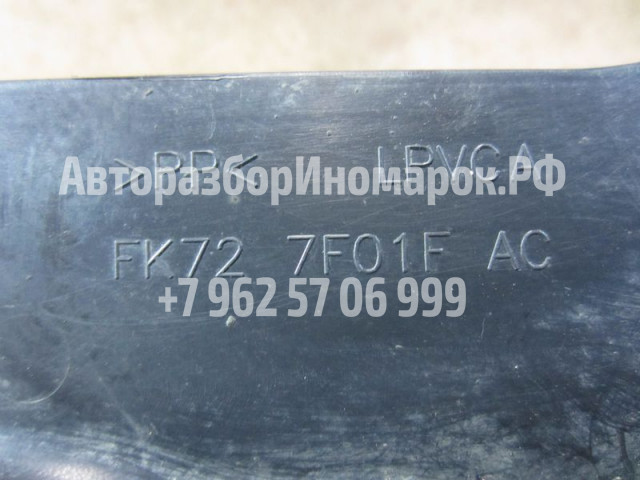 >PP< LPVCA
АвторазборИномарок.РФ
FK72 7F01F AC
+7 962 57 06 999